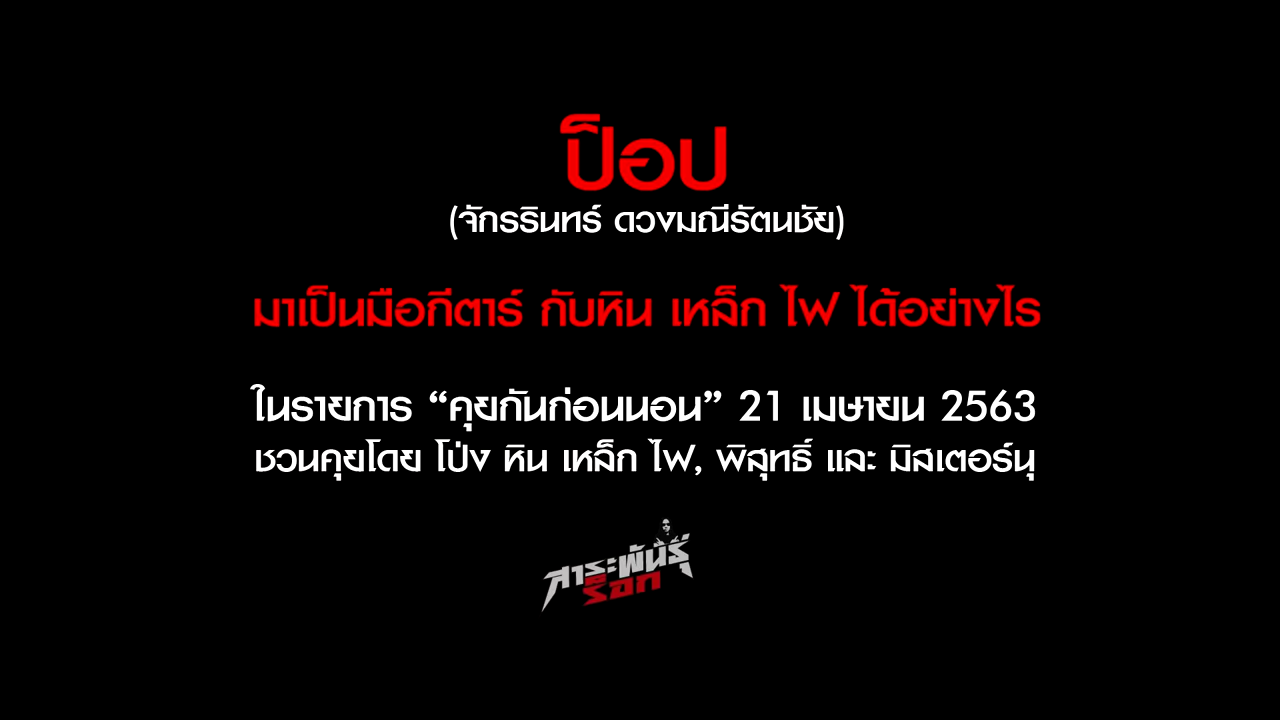 ป็อป
(จักรรินทร์ ดวงมณีรัตนชัย)
มาเป็นมือกีตาร์ กับหิน เหล็ก ไฟ ได้อย่างไร
ในรายการ “คุยกันก่อนนอน” 21 เมษายน 2563
ชวนคุยโดย โป่ง หิน เหล็ก ไฟ, พิสุทธิ์ และ มิสเตอร์นุ
สาระพันธุ์
ร็อก